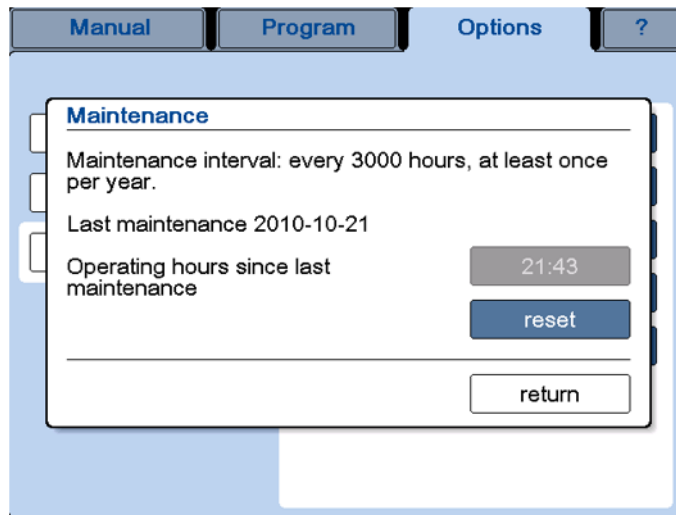 Manual Program Options ?
Maintenance
Maintenance interval: every 3000 hours, at least once
per year.
Last maintenance 2010-10-21
Operating hours since last
maintenance
21:43
reset
return